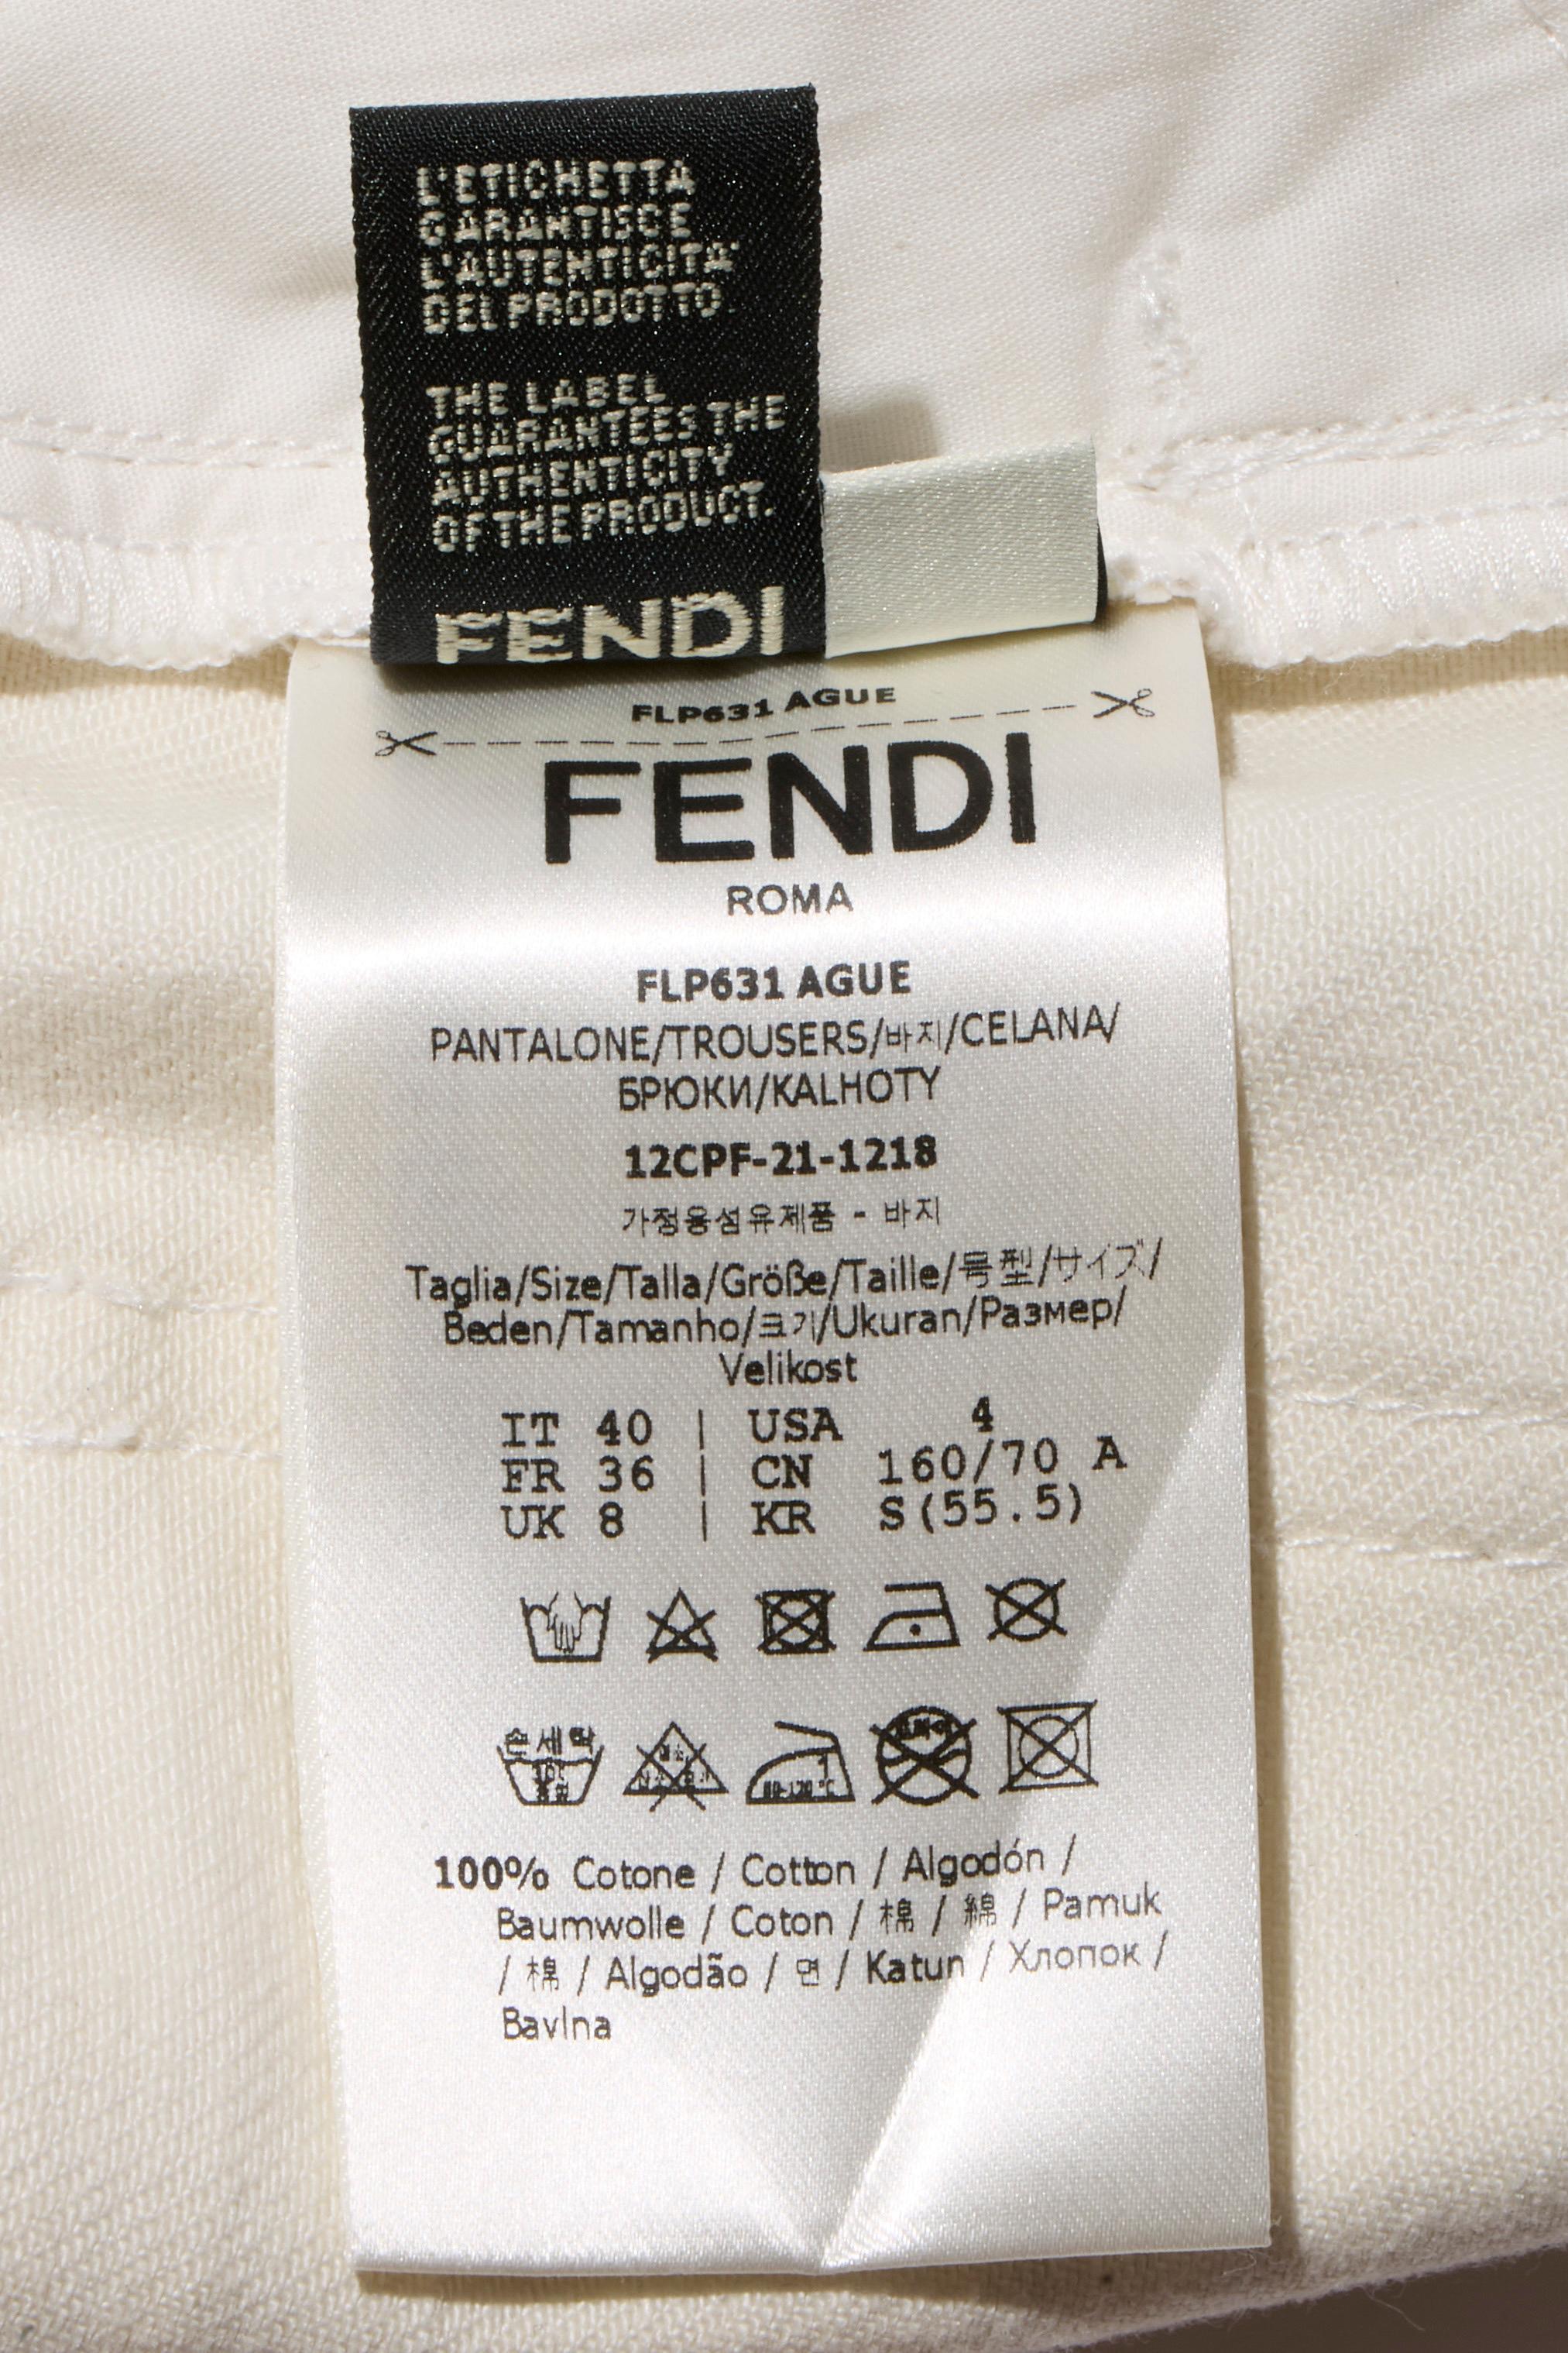 L'ETICHETTA
GARANTISCE
L'AUTENTICITA'
DEL PRODOTTO.
THE LABEL
GUARANTEES THE
AUTHENTICITY
OF THE PRODUCT.
FENDI
FLP631 AGUE
FENDI
ROMA
FLP631 AGUE
PANTALONE/TROUSERS/바지/CELANA/
БРЮКИ/KALHOTY
12CPF-21-1218
가정용섬유제품 - 바지
Taglia/Size/Talla/Größe/Taille/号型/サイズ/
Beden/Tamanho/크기/Ukuran/Размер/
Velikost
IT 40 | USA 4
FR 36 | CN 160/70 A
UK 8 | KR S(55.5)
손세탁
100% Cotone / Cotton / Algodón /
Baumwolle / Coton / 棉 / 綿 / Pamuk
/ 棉 / Algodão / 면 / Katun / Хлопок /
Bavlna